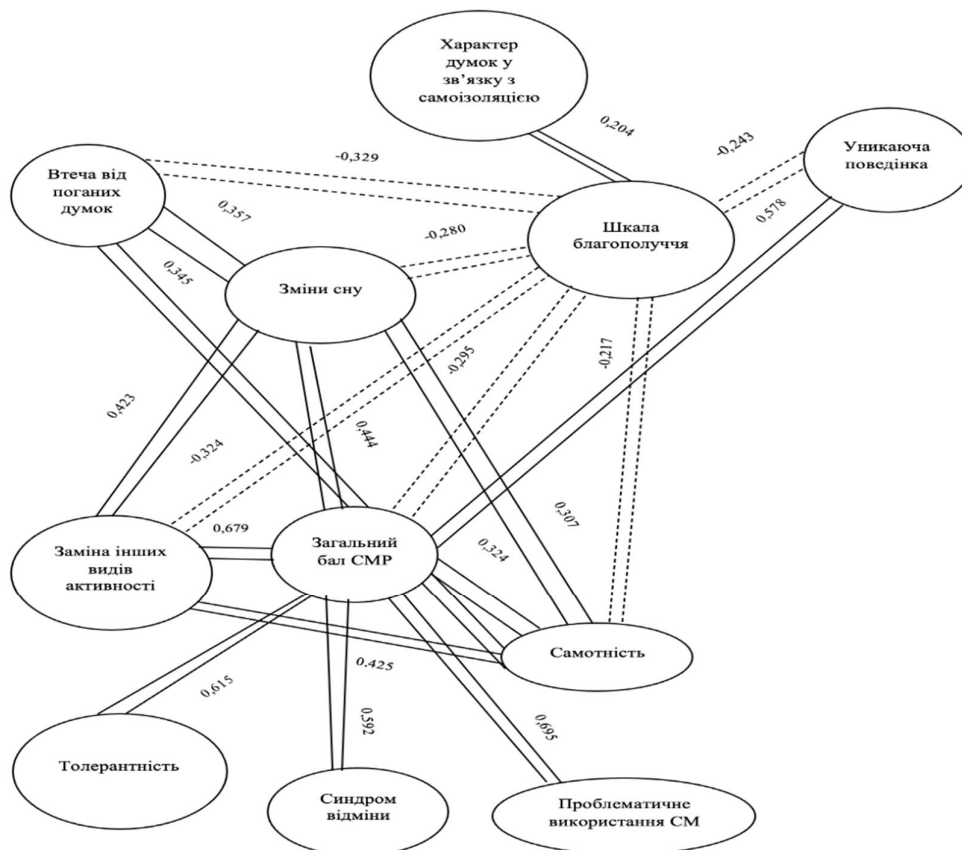 Характер
думок у
зв’язку з
самоізоляцією
0,204
-0,243
Уникаюча
поведінка
-0,329
Втеча від
поганих
думок
0,357
0,578
Шкала
благополуччя
-0,280
0,345
Зміни сну
-0,295
-0,217
0,423
0,444
-0,324
0,307
0,679
Заміна інших
видів
активності
Загальний
бал СМР
0,324
Самотність
0.425
0,615
0,592
0,695
Толерантність
Синдром
відміни
Проблематичне
використання СМ